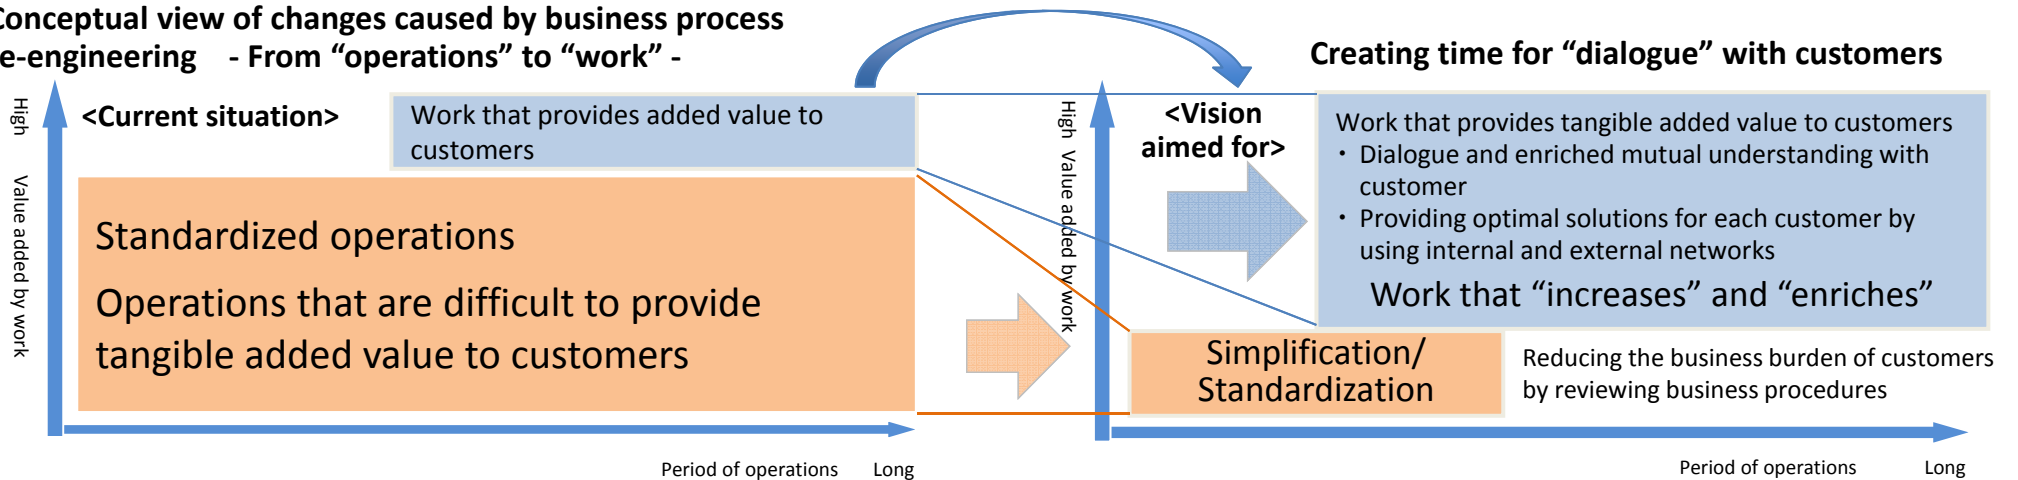 Conceptual view of changes caused by business process
e-engineering - From “operations” to “work” -
High
Value added by work
<Current situation>
Work that provides added value to
customers
Standardized operations
Operations that are difficult to provide
tangible added value to customers
Period of operations Long
Creating time for “dialogue” with customers
High
Value added by work
<Vision
aimed for>
Work that provides tangible added value to customers
・ Dialogue and enriched mutual understanding with
customer
・ Providing optimal solutions for each customer by
using internal and external networks
Work that “increases” and “enriches”
Simplification/
Standardization
Reducing the business burden of customers
by reviewing business procedures
Period of operations Long